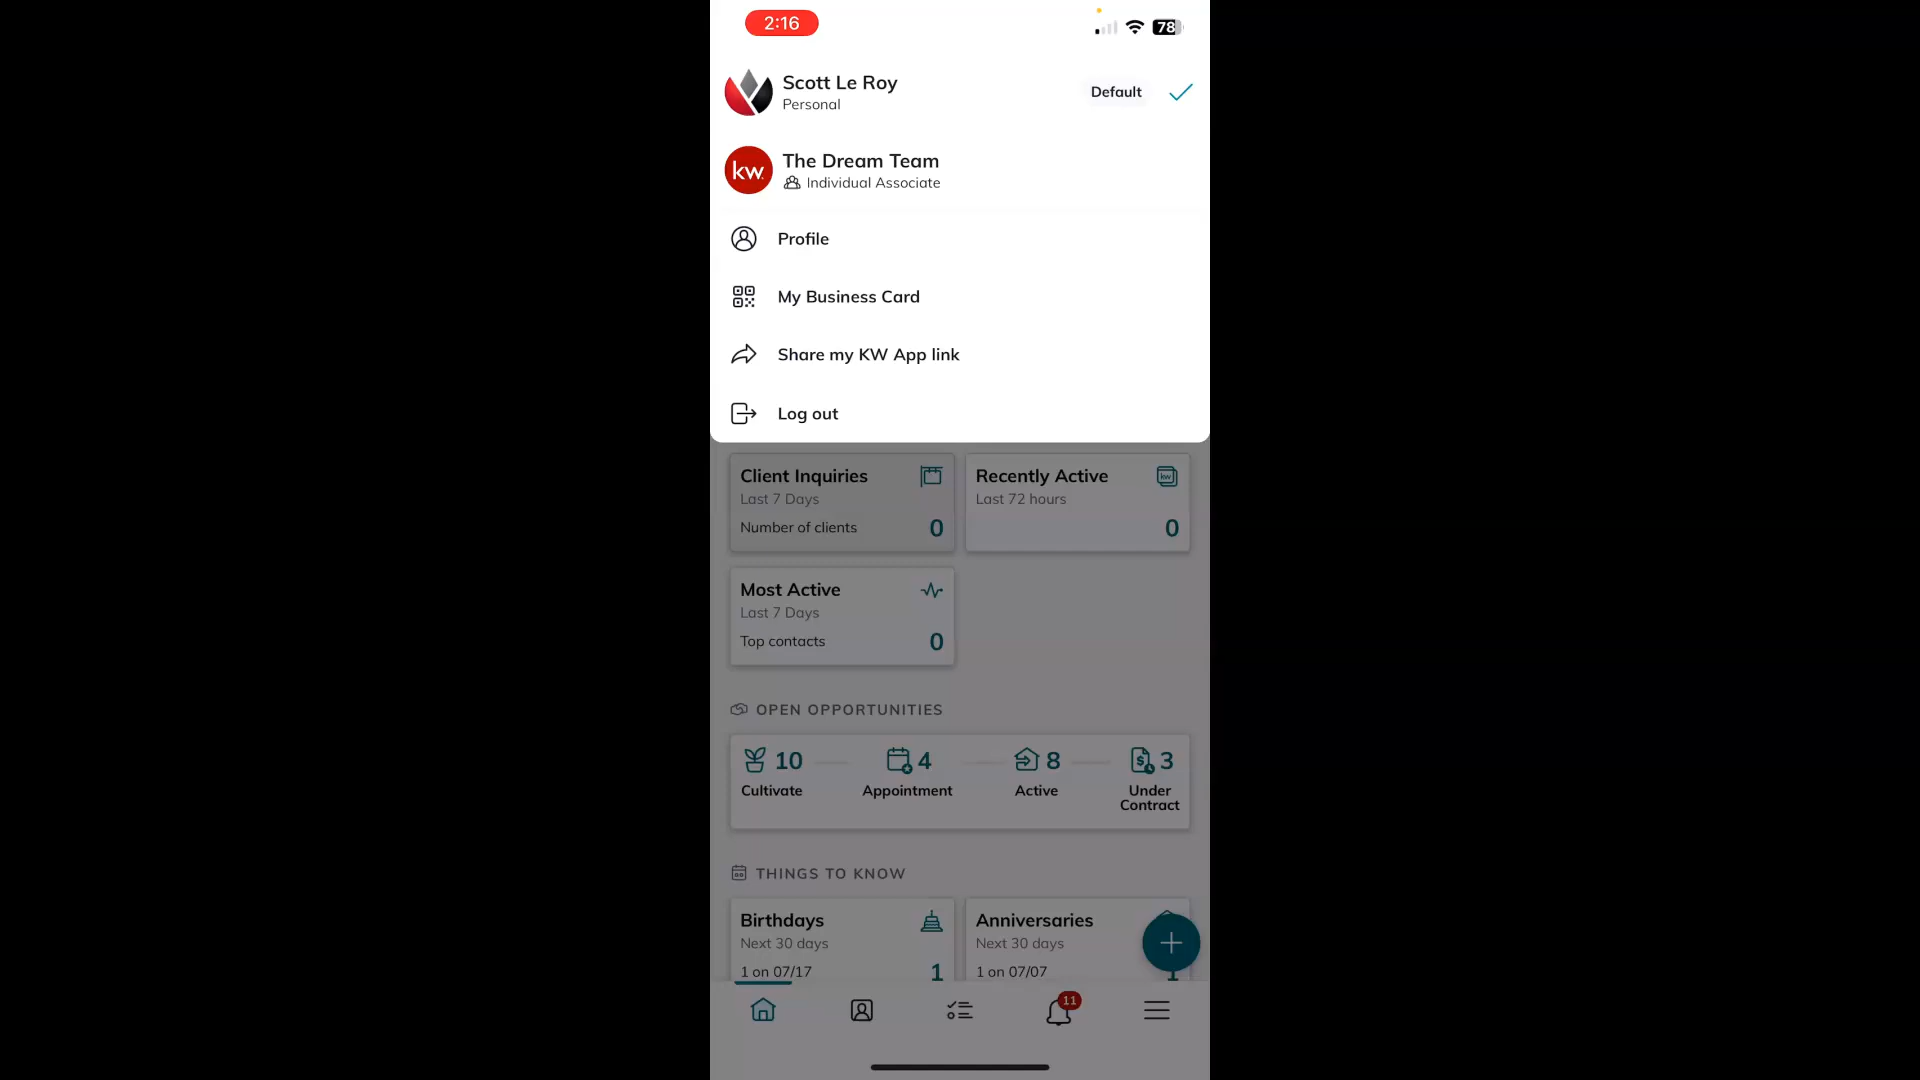 2:16
78
Scott Le Roy
Personal
Default
kw.
The Dream Team
Individual Associate
Profile
My Business Card
Share my KW App link
Log out
Client Inquiries
Last 7 Days
Number of clients 0
Recently Active
kw
Last 72 hours
0
Most Active
Last 7 Days
Top contacts 0
OPEN OPPORTUNITIES
10 4 8 3
Cultivate Appointment Active Under
Contract
THINGS TO KNOW
Birthdays
Next 30 days
1 on 07/17 1
Anniversaries
Next 30 days
1 on 07/07 1
11